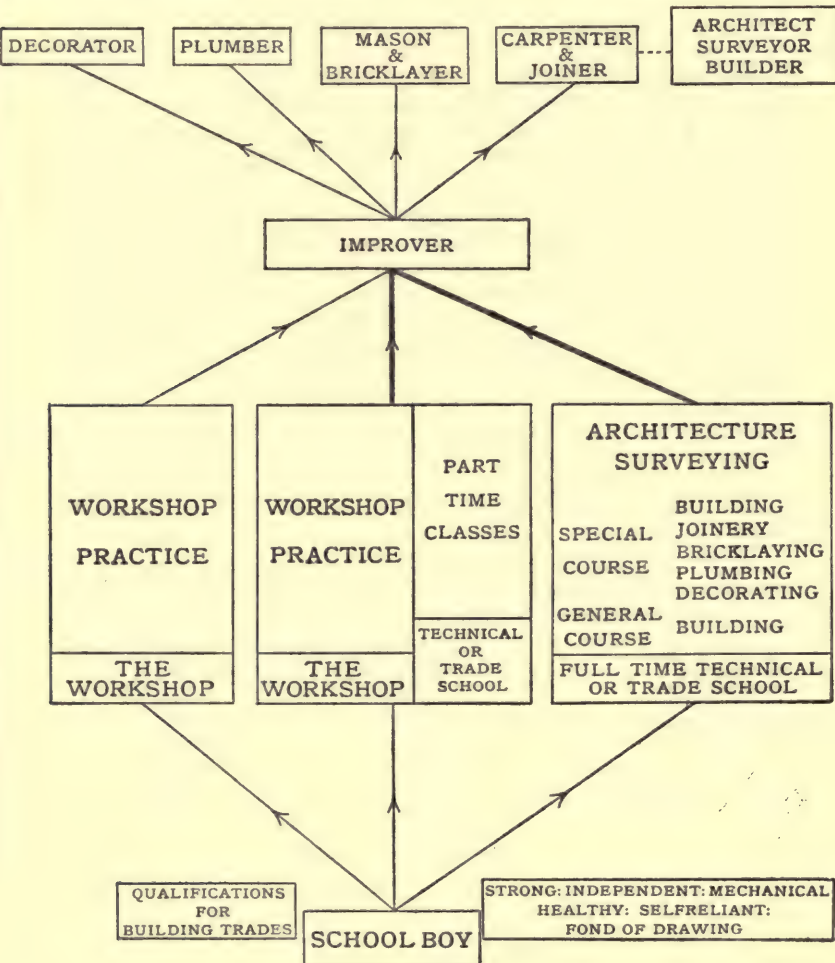 DECORATOR
PLUMBER
MASON
&
BRICKLAYER
CARPENTER
&
JOINER
ARCHITECT
SURVEYOR
BUILDER
IMPROVER
WORKSHOP
PRACTICE
THE
WORKSHOP
WORKSHOP
PRACTICE
THE
WORKSHOP
PART
TIME
CLASSES
TECHNICAL
OR
TRADE
SCHOOL
ARCHITECTURE
SURVEYING
SPECIAL
COURSE
BUILDING
JOINERY
BRICKLAYING
PLUMBING
DECORATING
GENERAL
COURSE
BUILDING
FULL TIME TECHNICAL
OR TRADE SCHOOL
QUALIFICATIONS
FOR
BUILDING TRADES
SCHOOL BOY
STRONG: INDEPENDENT: MECHANICAL
HEALTHY: SELFRELIANT:
FOND OF DRAWING